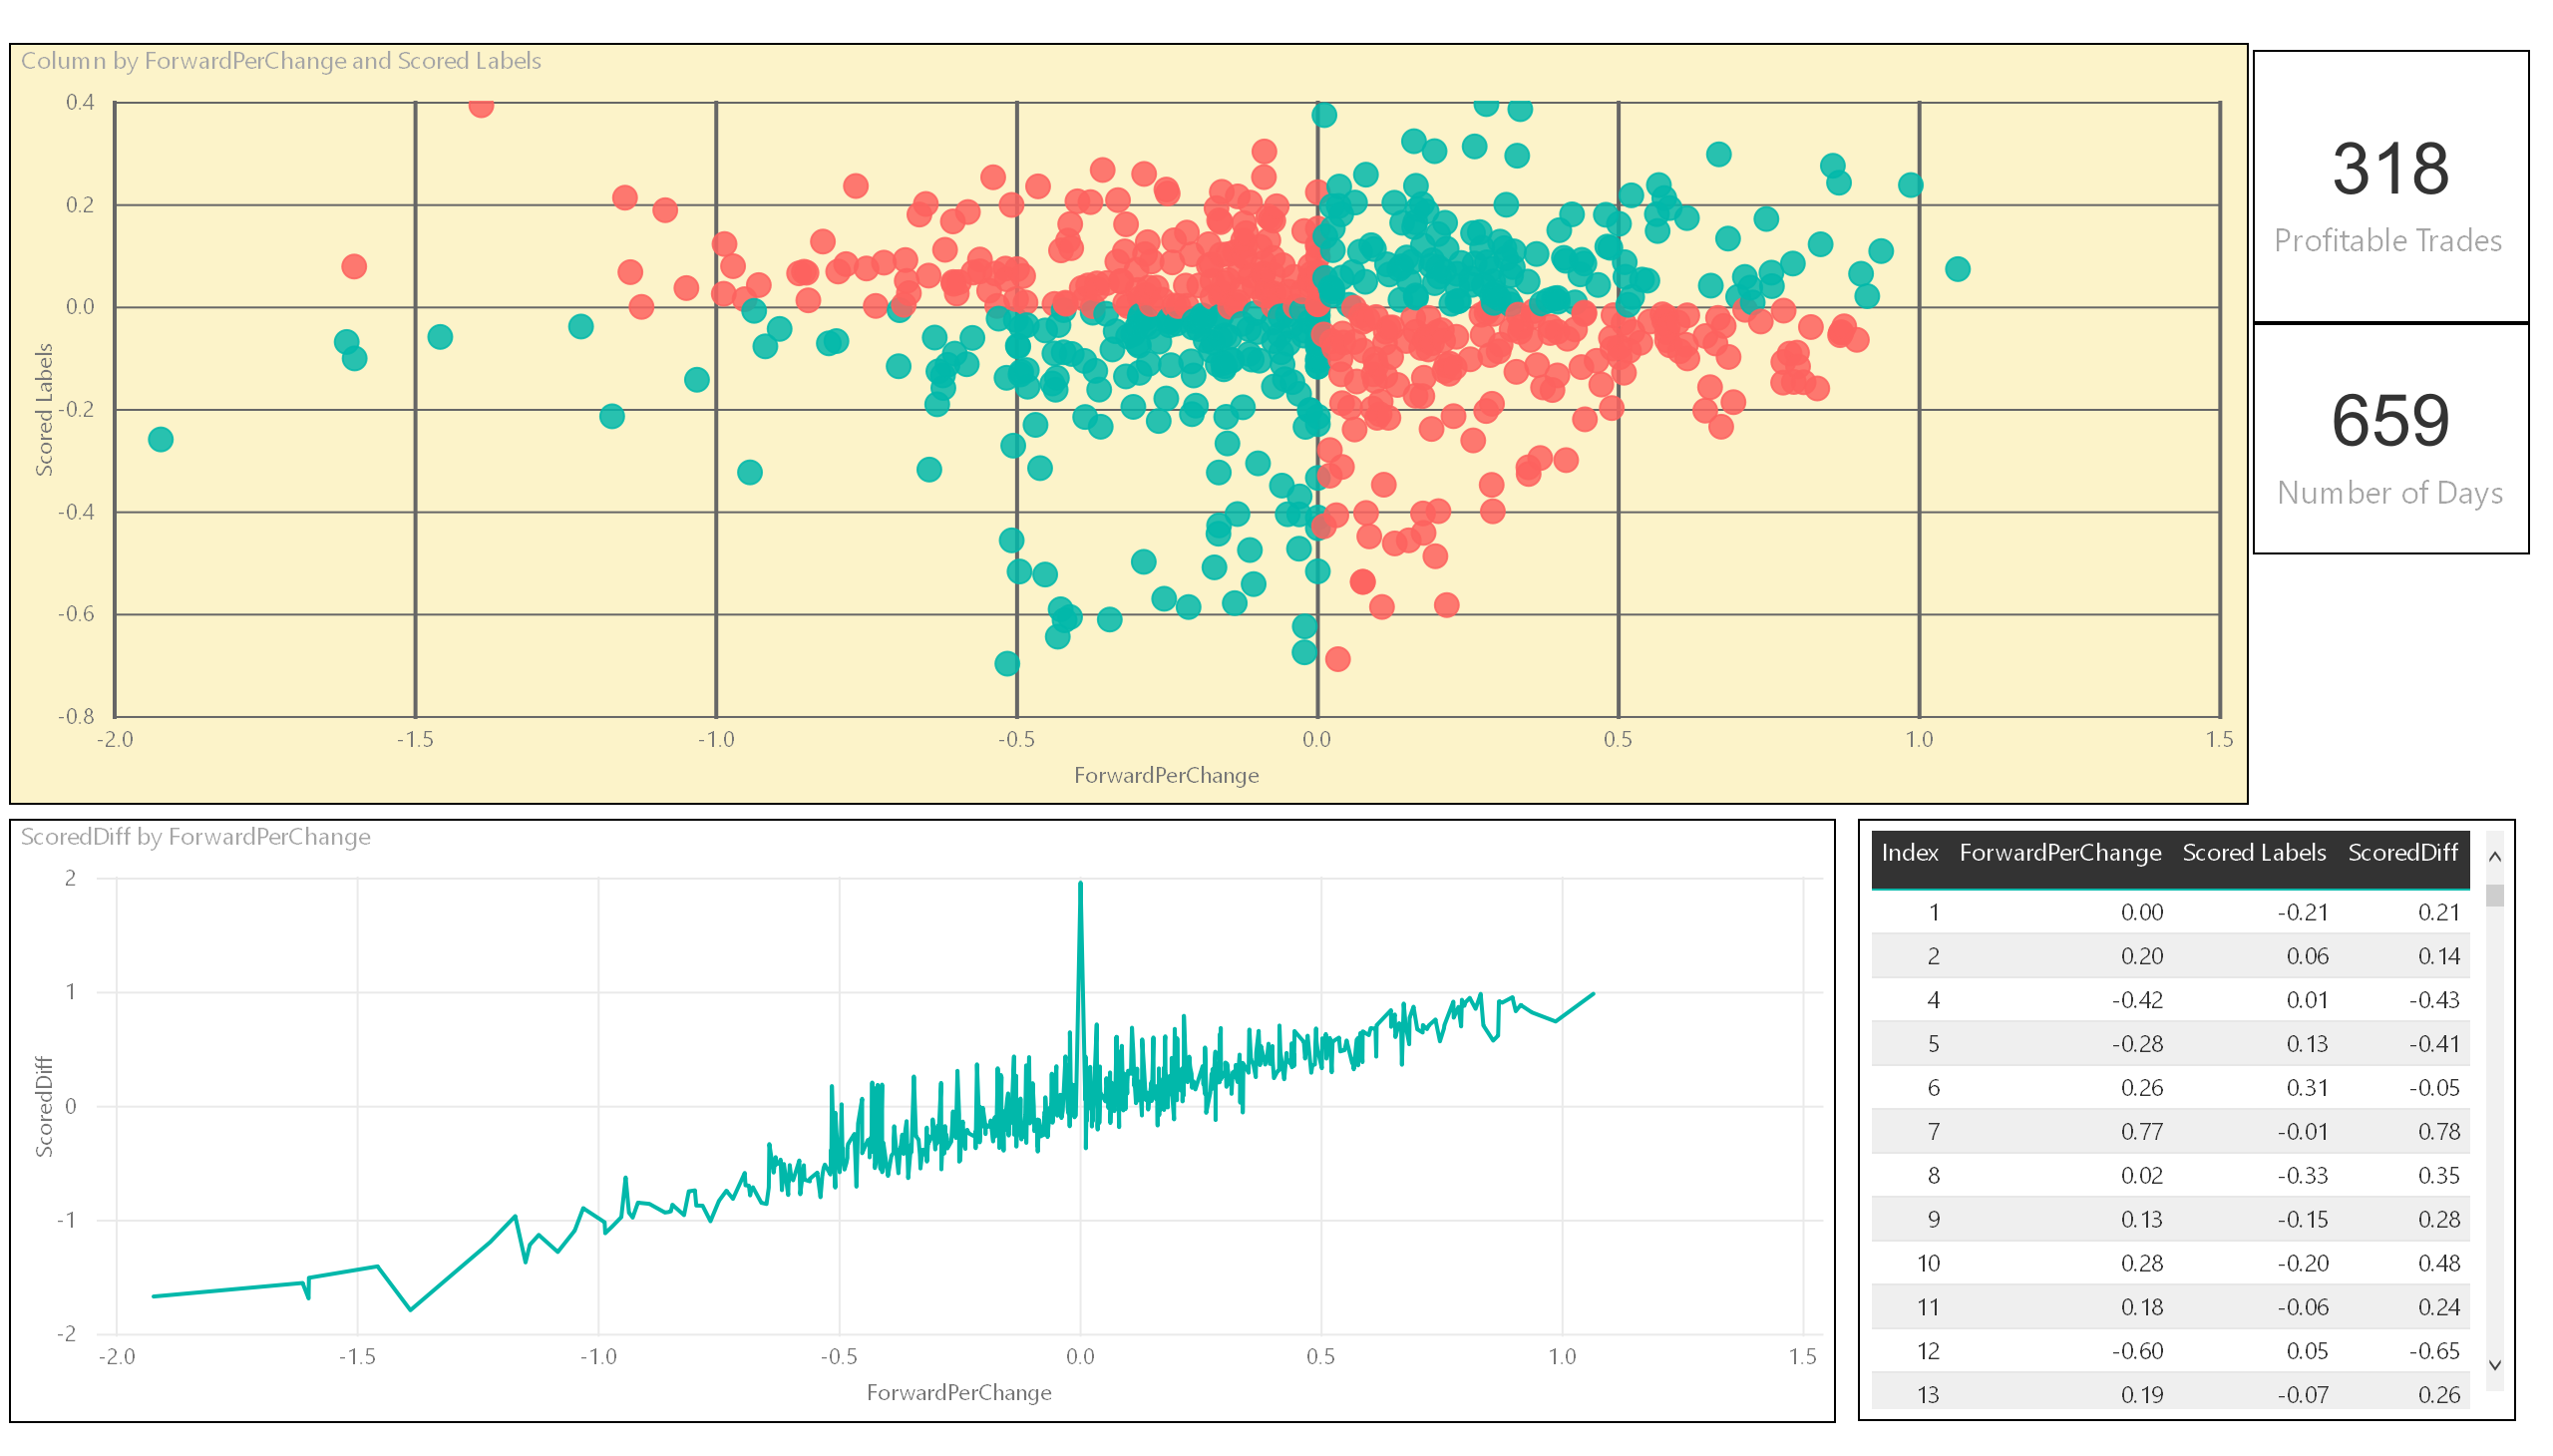 Column by ForwardPerChange and Scored Labels
0.4
0.2
0.0
-0.2
-0.4
-0.6
-0.8
Scored Labels
-2.0 -1.5 -1.0 -0.5 0.0 0.5 1.0 1.5
ForwardPerChange
318
Profitable Trades
659
Number of Days
ScoredDiff by ForwardPerChange
2
1
0
-1
-2
ScoredDiff
-2.0 -1.5 -1.0 -0.5 0.0 0.5 1.0 1.5
ForwardPerChange
Index ForwardPerChange Scored Labels ScoredDiff
1 0.00 -0.21 0.21
2 0.20 0.06 0.14
4 -0.42 0.01 -0.43
5 -0.28 0.13 -0.41
6 0.26 0.31 -0.05
7 0.77 -0.01 0.78
8 0.02 -0.33 0.35
9 0.13 -0.15 0.28
10 0.28 -0.20 0.48
11 0.18 -0.06 0.24
12 -0.60 0.05 -0.65
13 0.19 -0.07 0.26